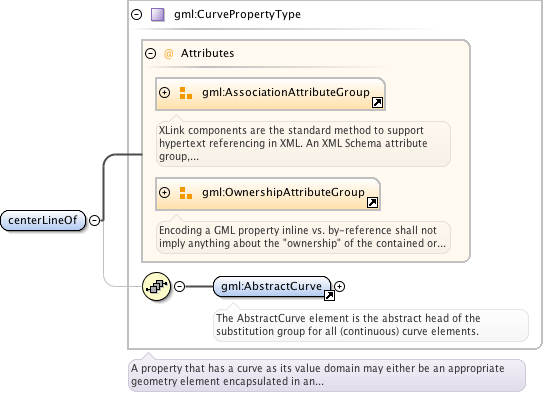 gml:CurvePropertyType
@ Attributes
gml:AssociationAttributeGroup
XLink components are the standard method to support
hypertext referencing in XML. An XML Schema attribute
group,...
gml:OwnershipAttributeGroup
Encoding a GML property inline vs. by-reference shall not
imply anything about the "ownership" of the contained or...
centerLineOf
gml:AbstractCurve
The AbstractCurve element is the abstract head of the
substitution group for all (continuous) curve elements.
A property that has a curve as its value domain may either be an appropriate
geometry element encapsulated in an...